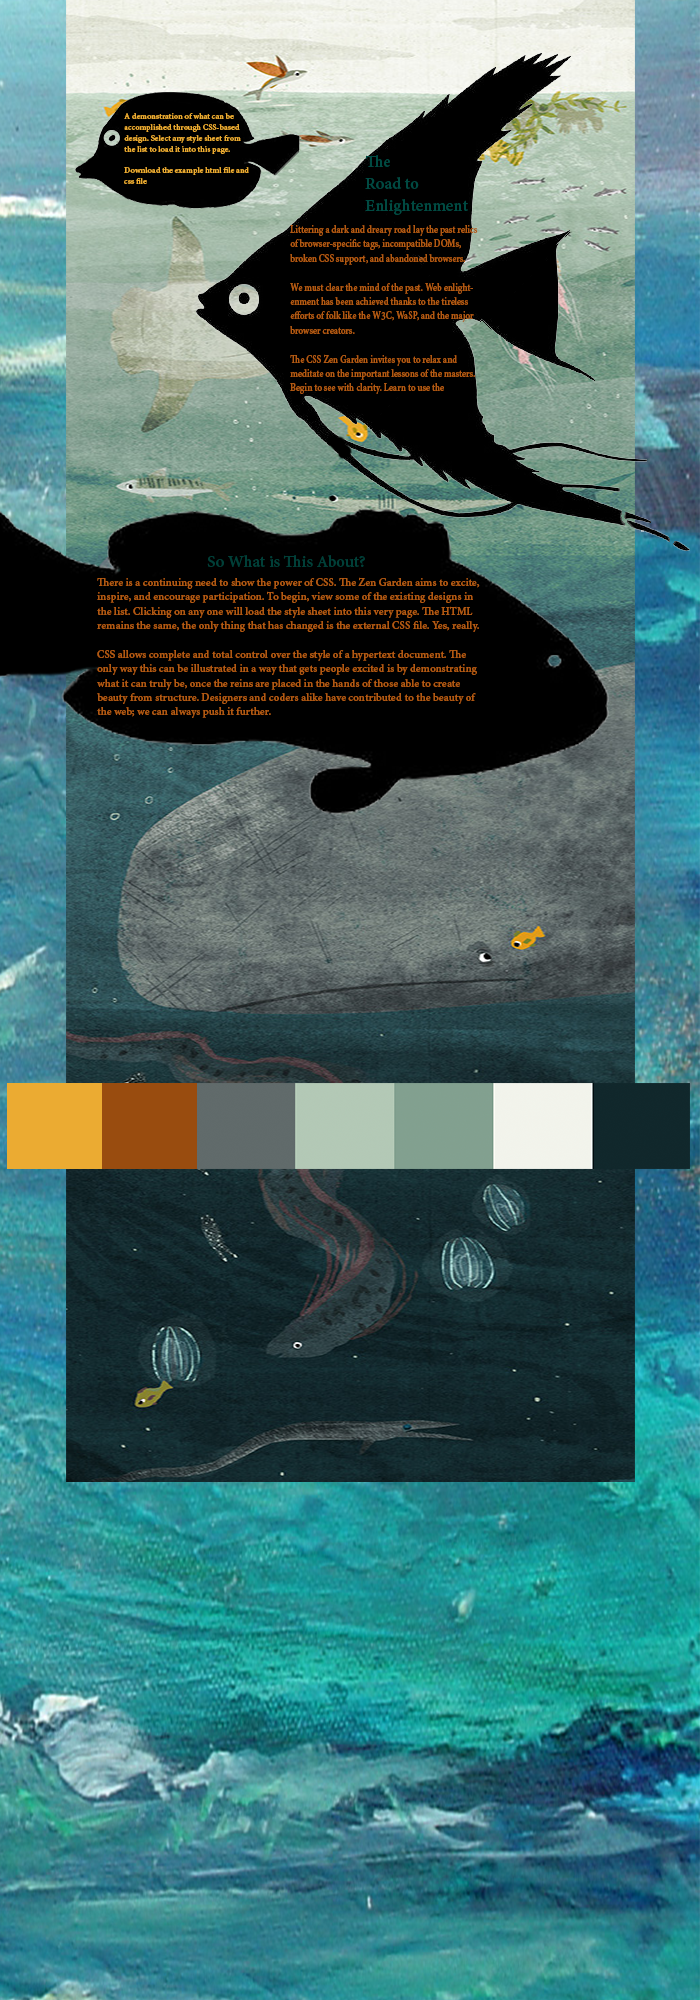 A demonstration of what can be
accomplished through CSS-based
design. Select any style sheet from
the list to load it into this page.
Download the example html file and
css file
The
Road to
Enlightenment
Littering a dark and dreary road lay the past relics
of browser-specific tags, incompatible DOMs,
broken CSS support, and abandoned browsers.
We must clear the mind of the past. Web enlight-
enment has been achieved thanks to the tireless
efforts of folk like the W3C, WaSP, and the major
browser creators.
The CSS Zen Garden invites you to relax and
meditate on the important lessons of the masters.
Begin to see with clarity. Learn to use the
So What is This About?
There is a continuing need to show the power of CSS. The Zen Garden aims to excite,
inspire, and encourage participation. To begin, view some of the existing designs in
the list. Clicking on any one will load the style sheet into this very page. The HTML
remains the same, the only thing that has changed is the external CSS file. Yes, really.
CSS allows complete and total control over the style of a hypertext document. The
only way this can be illustrated in a way that gets people excited is by demonstrating
what it can truly be, once the reins are placed in the hands of those able to create
beauty from structure. Designers and coders alike have contributed to the beauty of
the web; we can always push it further.